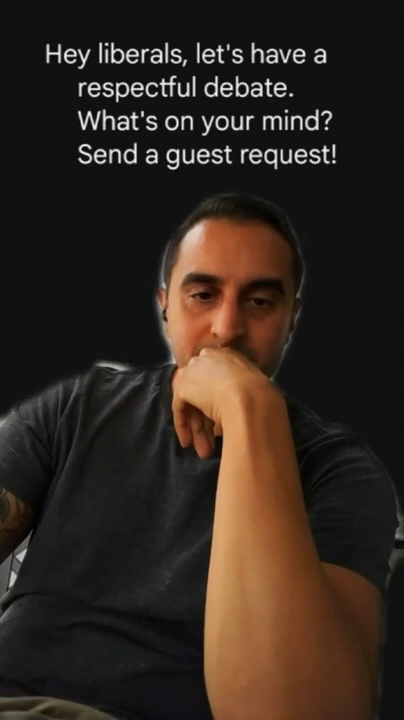 Hey liberals, let's have a
respectful debate.
What's on your mind?
Send a guest request!